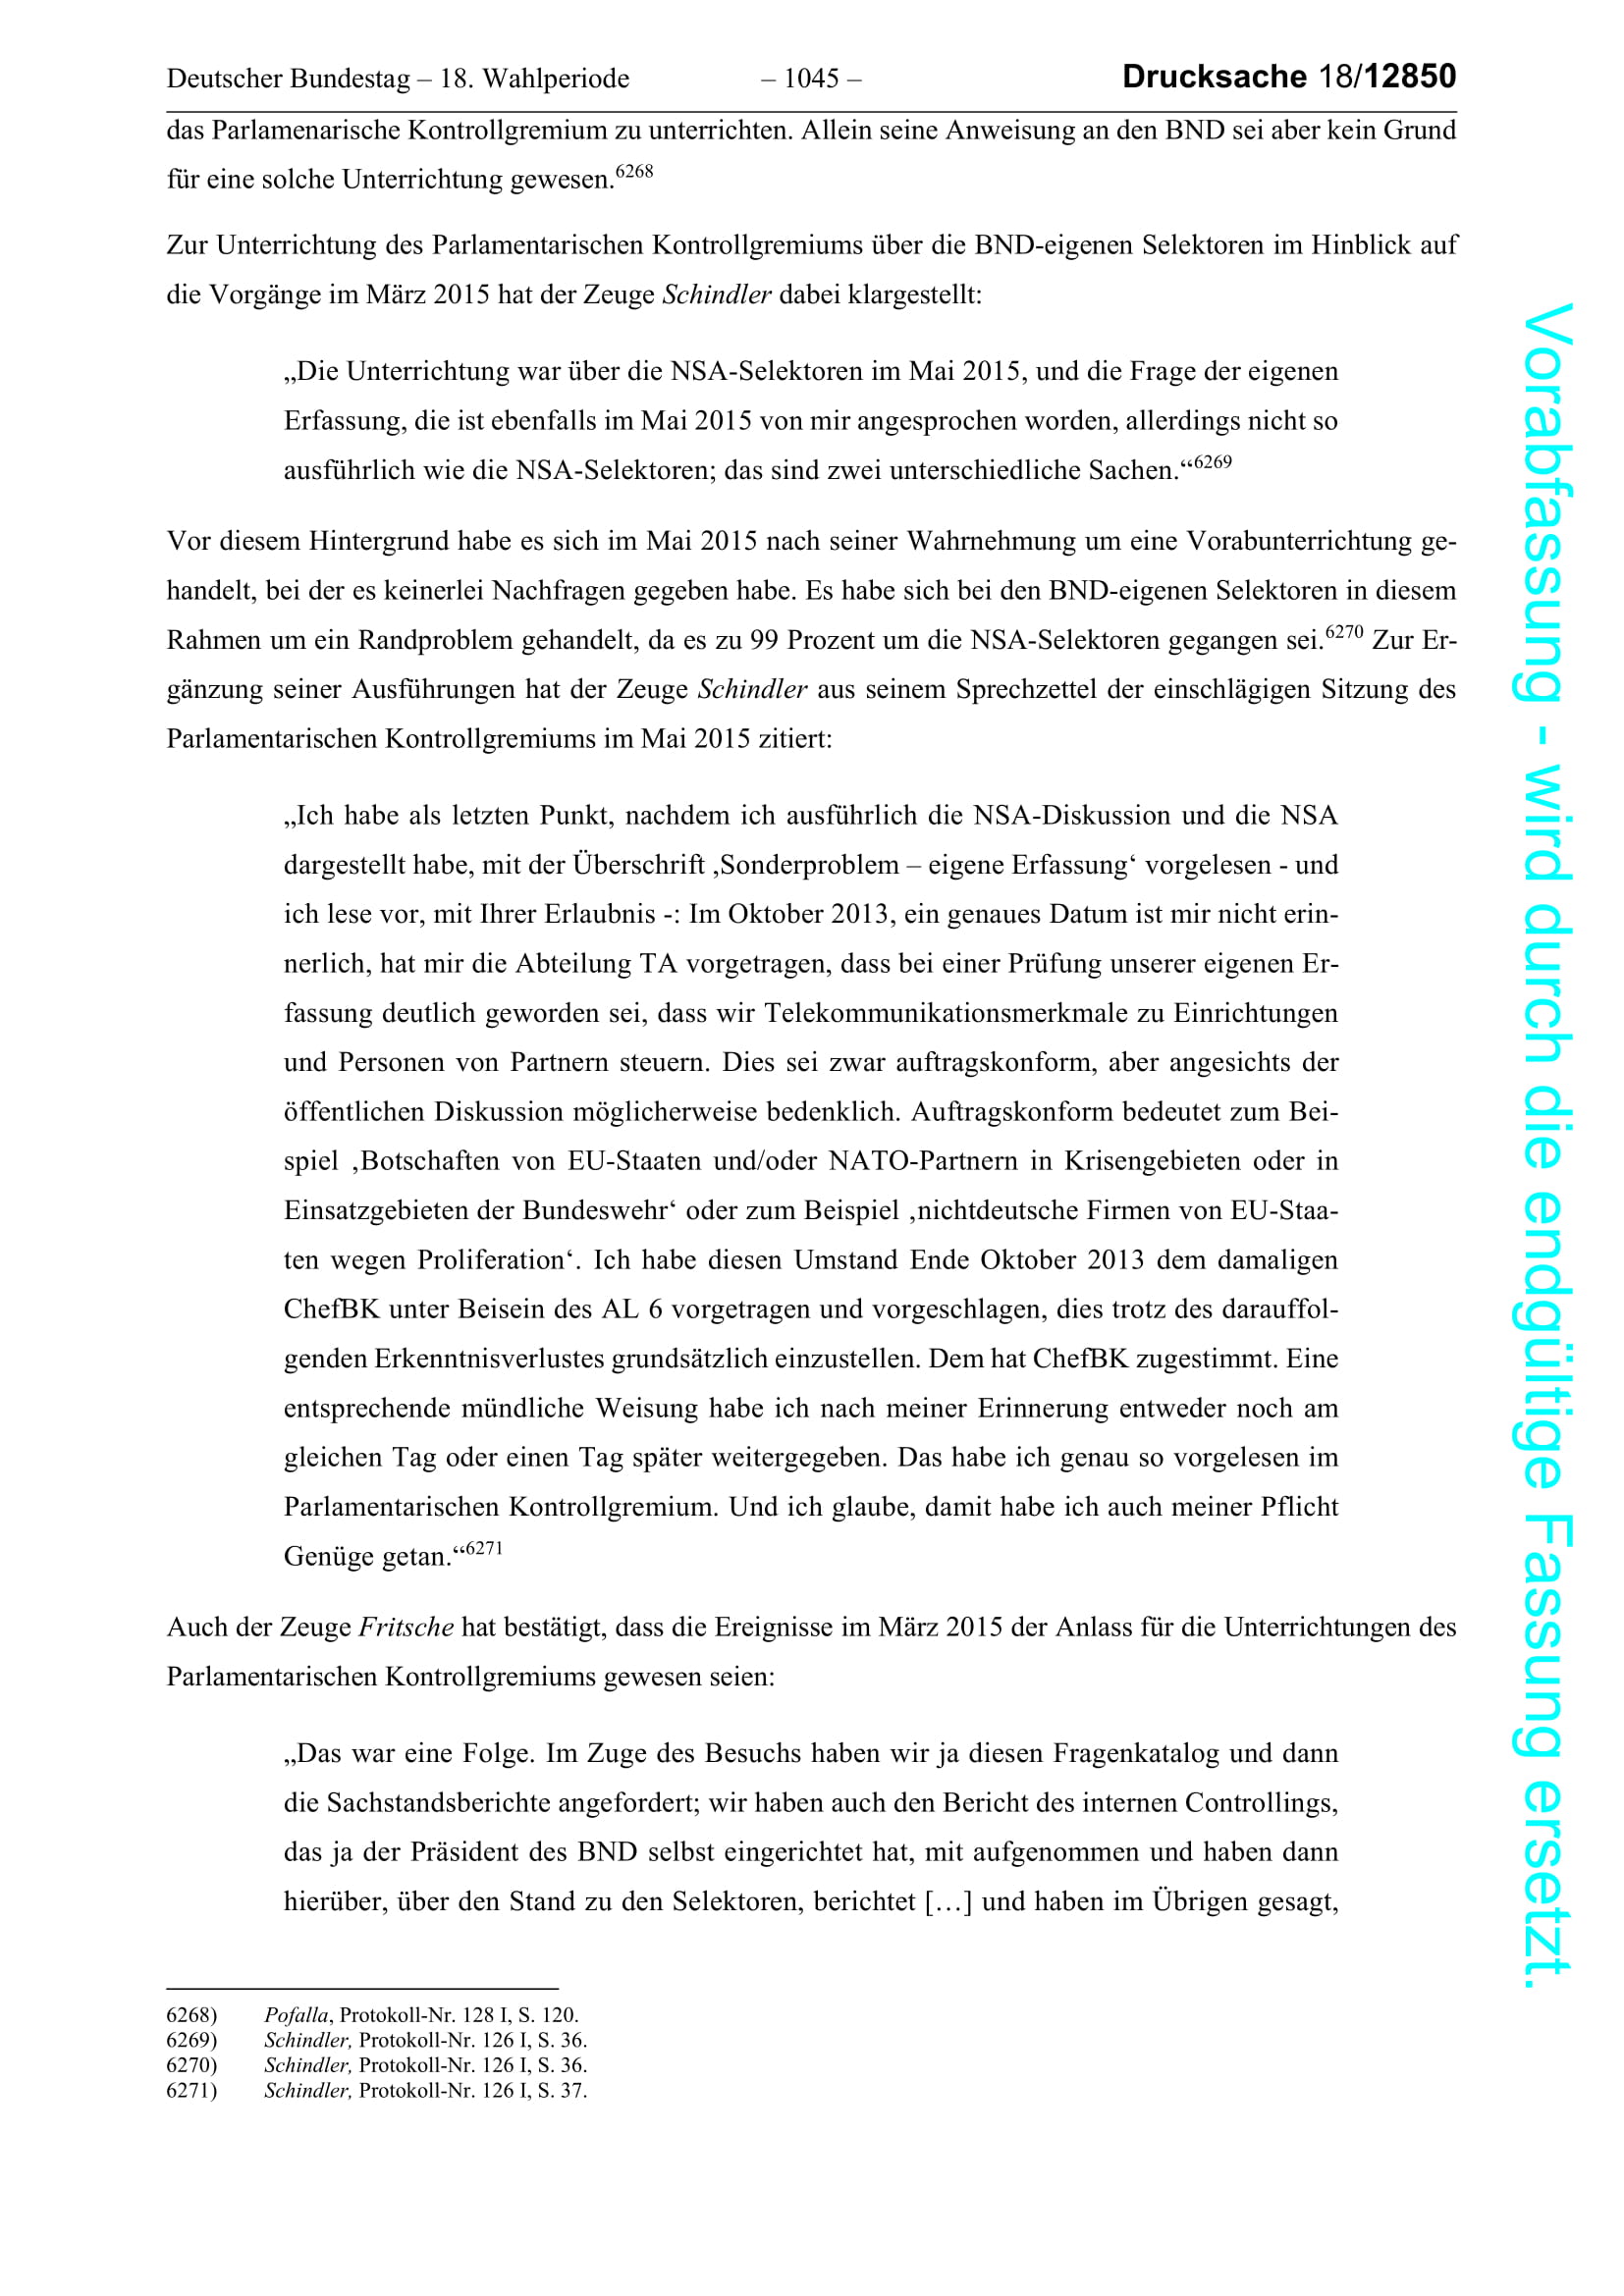 Deutscher Bundestag – 18. Wahlperiode – 1045 – Drucksache 18/12850
das Parlamenarische Kontrollgremium zu unterrichten. Allein seine Anweisung an den BND sei aber kein Grund
für eine solche Unterrichtung gewesen.6268
Zur Unterrichtung des Parlamentarischen Kontrollgremiums über die BND-eigenen Selektoren im Hinblick auf
die Vorgänge im März 2015 hat der Zeuge Schindler dabei klargestellt:
„Die Unterrichtung war über die NSA-Selektoren im Mai 2015, und die Frage der eigenen
Erfassung, die ist ebenfalls im Mai 2015 von mir angesprochen worden, allerdings nicht so
ausführlich wie die NSA-Selektoren; das sind zwei unterschiedliche Sachen.“6269
Vor diesem Hintergrund habe es sich im Mai 2015 nach seiner Wahrnehmung um eine Vorabunterrichtung ge-
handelt, bei der es keinerlei Nachfragen gegeben habe. Es habe sich bei den BND-eigenen Selektoren in diesem
Rahmen um ein Randproblem gehandelt, da es zu 99 Prozent um die NSA-Selektoren gegangen sei.6270 Zur Er-
gänzung seiner Ausführungen hat der Zeuge Schindler aus seinem Sprechzettel der einschlägigen Sitzung des
Parlamentarischen Kontrollgremiums im Mai 2015 zitiert:
„Ich habe als letzten Punkt, nachdem ich ausführlich die NSA-Diskussion und die NSA
dargestellt habe, mit der Überschrift ‚Sonderproblem – eigene Erfassung‘ vorgelesen - und
ich lese vor, mit Ihrer Erlaubnis -: Im Oktober 2013, ein genaues Datum ist mir nicht erin-
nerlich, hat mir die Abteilung TA vorgetragen, dass bei einer Prüfung unserer eigenen Er-
fassung deutlich geworden sei, dass wir Telekommunikationsmerkmale zu Einrichtungen
und Personen von Partnern steuern. Dies sei zwar auftragskonform, aber angesichts der
öffentlichen Diskussion möglicherweise bedenklich. Auftragskonform bedeutet zum Bei-
spiel ‚Botschaften von EU-Staaten und/oder NATO-Partnern in Krisengebieten oder in
Einsatzgebieten der Bundeswehr‘ oder zum Beispiel ‚nichtdeutsche Firmen von EU-Staa-
ten wegen Proliferation‘. Ich habe diesen Umstand Ende Oktober 2013 dem damaligen
ChefBK unter Beisein des AL 6 vorgetragen und vorgeschlagen, dies trotz des darauffol-
genden Erkenntnisverlustes grundsätzlich einzustellen. Dem hat ChefBK zugestimmt. Eine
entsprechende mündliche Weisung habe ich nach meiner Erinnerung entweder noch am
gleichen Tag oder einen Tag später weitergegeben. Das habe ich genau so vorgelesen im
Parlamentarischen Kontrollgremium. Und ich glaube, damit habe ich auch meiner Pflicht
Genüge getan.“6271
Auch der Zeuge Fritsche hat bestätigt, dass die Ereignisse im März 2015 der Anlass für die Unterrichtungen des
Parlamentarischen Kontrollgremiums gewesen seien:
„Das war eine Folge. Im Zuge des Besuchs haben wir ja diesen Fragenkatalog und dann
die Sachstandsberichte angefordert; wir haben auch den Bericht des internen Controllings,
das ja der Präsident des BND selbst eingerichtet hat, mit aufgenommen und haben dann
hierüber, über den Stand zu den Selektoren, berichtet […] und haben im Übrigen gesagt,
6268) Pofalla, Protokoll-Nr. 128 I, S. 120.
6269) Schindler, Protokoll-Nr. 126 I, S. 36.
6270) Schindler, Protokoll-Nr. 126 I, S. 36.
6271) Schindler, Protokoll-Nr. 126 I, S. 37.
Vorabfassung - wird durch die endgültige Fassung ersetzt.